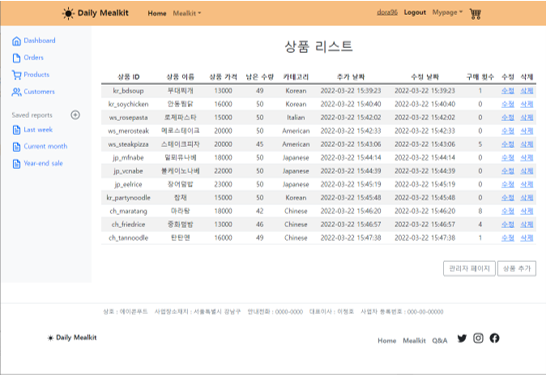 Daily Mealkit Home Mealkit dora96 Logout Mypage
Dashboard
Orders
Products
Customers
Saved reports
Last week
Current month
Year-end sale
상품 리스트
상품 ID 상품 이름 상품 가격 남은 수량 카테고리 추가 날짜 수정 날짜 구매 횟수 수정 삭제
kr_bdsoup 부대찌개 13000 49 Korean 2022-03-22 15:39:23 2022-03-22 15:39:23 1 수정 삭제
kr_soychicken 안동찜닭 16000 50 Korean 2022-03-22 15:40:40 2022-03-22 15:40:40 0 수정 삭제
ws_rosepasta 로제파스타 15000 50 Italian 2022-03-22 15:42:02 2022-03-22 15:42:02 0 수정 삭제
ws_merosteak 메로스테이크 20000 50 American 2022-03-22 15:42:33 2022-03-22 15:42:33 0 수정 삭제
ws_steakpizza 스테이크피자 20000 45 American 2022-03-22 15:43:06 2022-03-22 15:43:06 5 수정 삭제
jp_mfnabe 밀푀유나베 18000 50 Japanese 2022-03-22 15:44:14 2022-03-22 15:44:14 0 수정 삭제
jp_vcnabe 22000 50 Japanese 2022-03-22 15:44:39 2022-03-22 15:44:39 0 수정 삭제
jp_eelrice 장어덮밥 23000 50 Japanese 2022-03-22 15:45:19 2022-03-22 15:45:19 0 수정 삭제
kr_partynoodle 잡채 15000 50 Korean 2022-03-22 15:45:48 2022-03-22 15:45:48 0 수정 삭제
ch_maratang 마라탕 18000 42 Chinese 2022-03-22 15:46:20 2022-03-22 15:46:20 8 수정 삭제
ch_friedrice 중화볶밥 13000 46 Chinese 2022-03-22 15:46:57 2022-03-22 15:46:57 4 수정 삭제
ch_tannoodle 탄탄면 16000 49 Chinese 2022-03-22 15:47:38 2022-03-22 15:47:38 1 수정 삭제
관리자 페이지 상품 추가
상호 : 에이콘푸드 사업장소재지 : 서울특별시 강남구 안내전화 : 0000-0000 대표이사 : 이정호 사업자 등록번호 : 000-00-00000
Daily Mealkit Home Mealkit Q&A